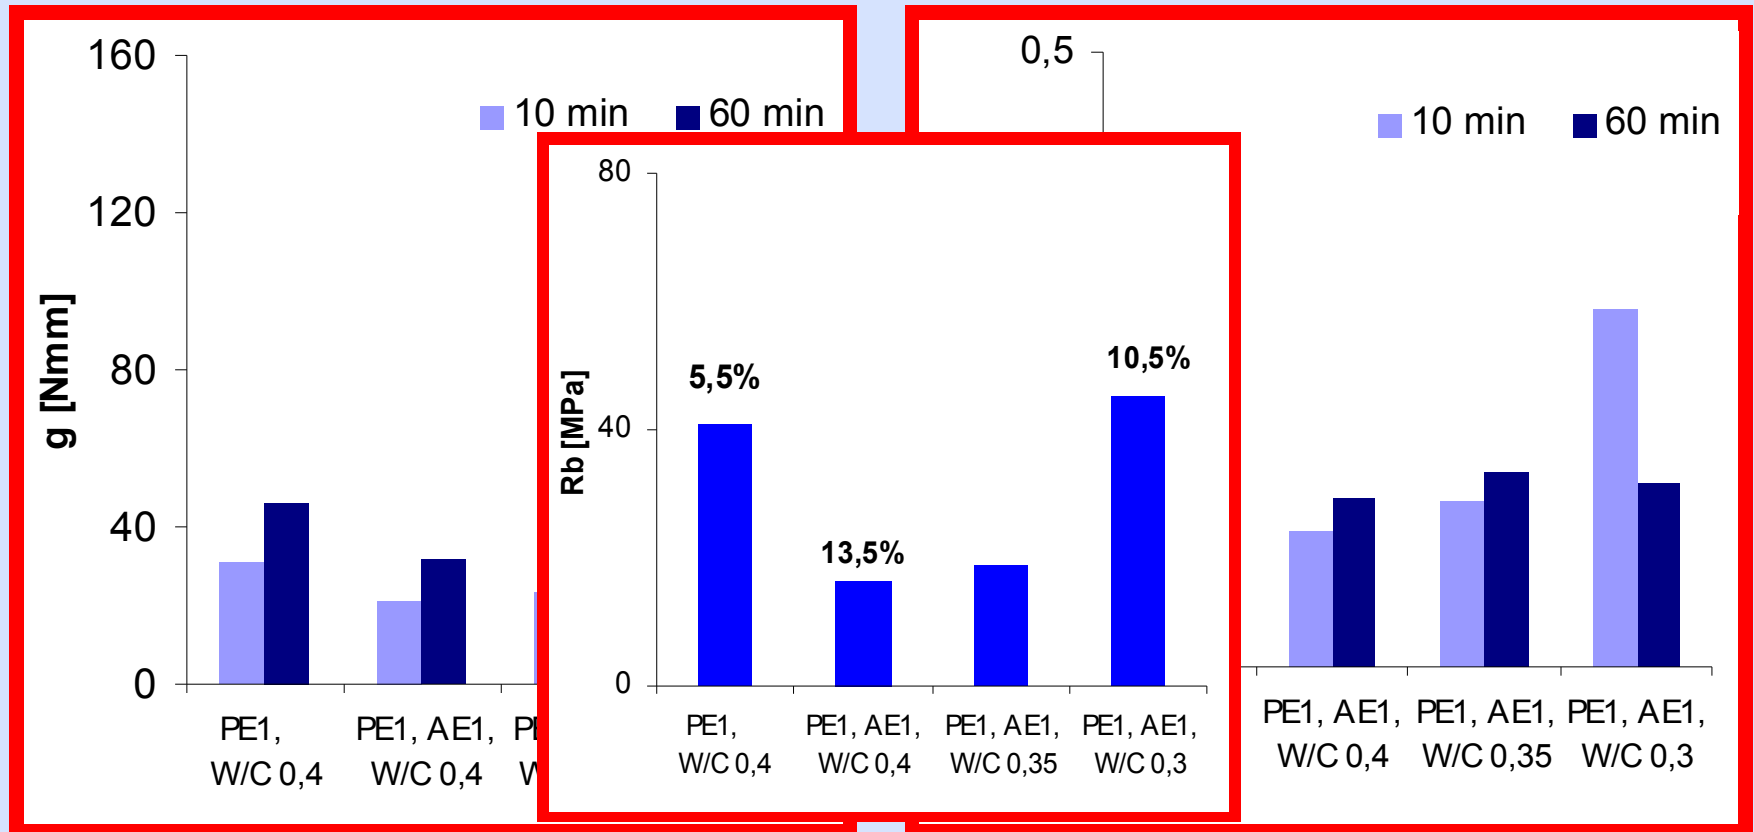 160
120
80
40
0
g [Nmm]
10 min 60 min
PE1,
W/C 0,4
PE1, AE1,
W/C 0,4
80
40
0
Rb [MPa]
5,5%
13,5%
10,5%
PE1,
W/C 0,4
PE1, AE1,
W/C 0,4
PE1, AE1,
W/C 0,35
PE1, AE1,
W/C 0,3
0,5
10 min 60 min
PE1, AE1,
W/C 0,4
PE1, AE1,
W/C 0,35
PE1, AE1,
W/C 0,3